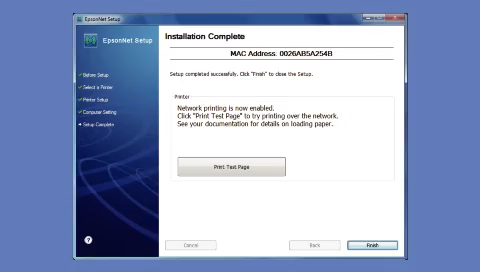 EpsonNet Setup
EpsonNet Setup
Before Setup
Select a Printer
Printer Setup
Computer Setting
Setup Complete
Installation Complete
MAC Address: 0026AB5A254B
Setup completed successfully. Click "Finish" to close the Setup.
Printer
Network printing is now enabled.
Click "Print Test Page" to try printing over the network.
See your documentation for details on loading paper.
Print Test Page
?
Cancel
Back
Finish